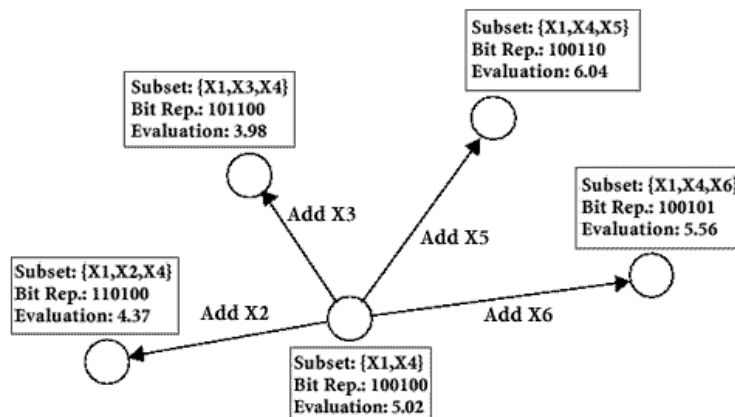 Subset: {X1,X4,X5}
Bit Rep.: 100110
Evaluation: 6.04
Subset: {X1,X3,X4}
Bit Rep.: 101100
Evaluation: 3.98
Subset: {X1,X4,X6}
Bit Rep.: 100101
Evaluation: 5.56
Add X3
Add X5
Subset: {X1,X2,X4}
Bit Rep.: 110100
Evaluation: 4.37
Add X2
Add X6
Subset: {X1,X4}
Bit Rep.: 100100
Evaluation: 5.02